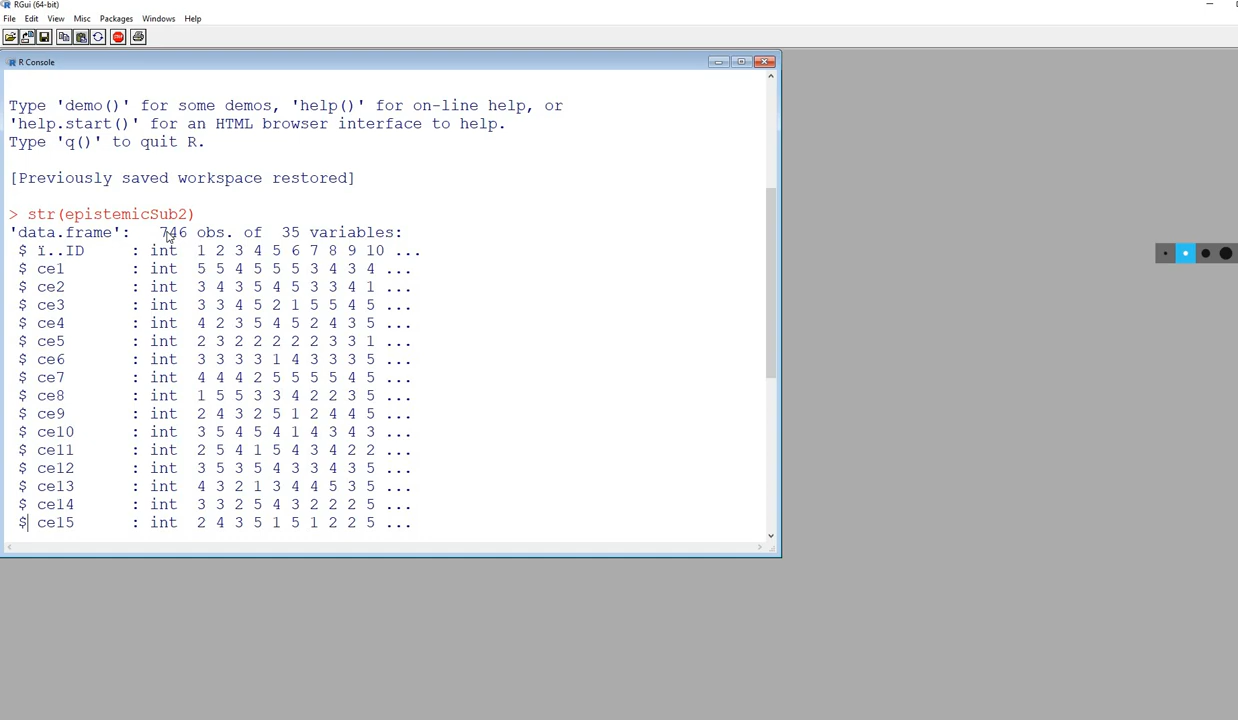 RGui (64-bit)
File Edit View Misc Packages Windows Help
R Console
Type 'demo()' for some demos, 'help()' for on-line help, or
'help.start()' for an HTML browser interface to help.
Type 'q()' to quit R.
[Previously saved workspace restored]
> str(epistemicSub2)
'data.frame': 746 obs. of 35 variables:
$ ï..ID : int 1 2 3 4 5 6 7 8 9 10 ...
$ ce1 : int 5 5 4 5 5 5 3 4 3 4 ...
$ ce2 : int 3 4 3 5 4 5 3 3 4 1 ...
$ ce3 : int 3 3 4 5 2 1 5 5 4 5 ...
$ ce4 : int 4 2 3 5 4 5 2 4 3 5 ...
$ ce5 : int 2 3 2 2 2 2 2 3 3 1 ...
$ ce6 : int 3 3 3 3 1 4 3 3 3 5 ...
$ ce7 : int 4 4 4 2 5 5 5 5 4 5 ...
$ ce8 : int 1 5 5 3 3 4 2 2 3 5 ...
$ ce9 : int 2 4 3 2 5 1 2 4 4 5 ...
$ ce10 : int 3 5 4 5 4 1 4 3 4 3 ...
$ ce11 : int 2 5 4 1 5 4 3 4 2 2 ...
$ ce12 : int 3 5 3 5 4 3 3 4 3 5 ...
$ ce13 : int 4 3 2 1 3 4 4 5 3 5 ...
$ ce14 : int 3 3 2 5 4 3 2 2 2 5 ...
$ ce15 : int 2 4 3 5 1 5 1 2 2 5 ...